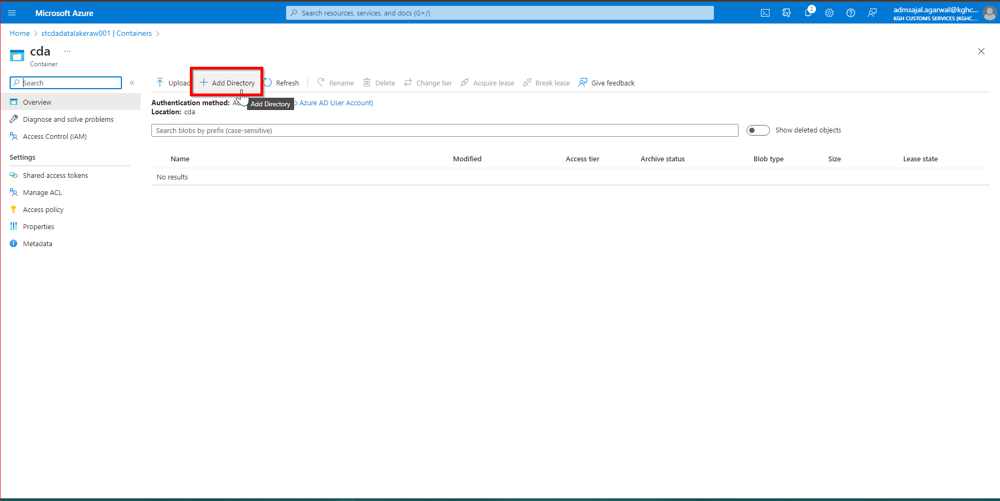 Microsoft Azure
Search resources, services, and docs (G+/)
2
admsajal.agarwal@kghc...
KGH CUSTOMS SERVICES (KGHC....
Home > stcdadatalakeraw001 | Containers >
cda ...
Container
Search «
Upload
Add Directory
Refresh
Rename
Delete
Change tier
Acquire lease
Break lease
Give feedback
Overview
Diagnose and solve problems
Access Control (IAM)
Settings
Shared access tokens
Manage ACL
Access policy
Properties
Metadata
Authentication method: Azure AD User Account)
Add Directory
Location: cda
Search blobs by prefix (case-sensitive)
Show deleted objects
Name Modified Access tier Archive status Blob type Size Lease state
No results